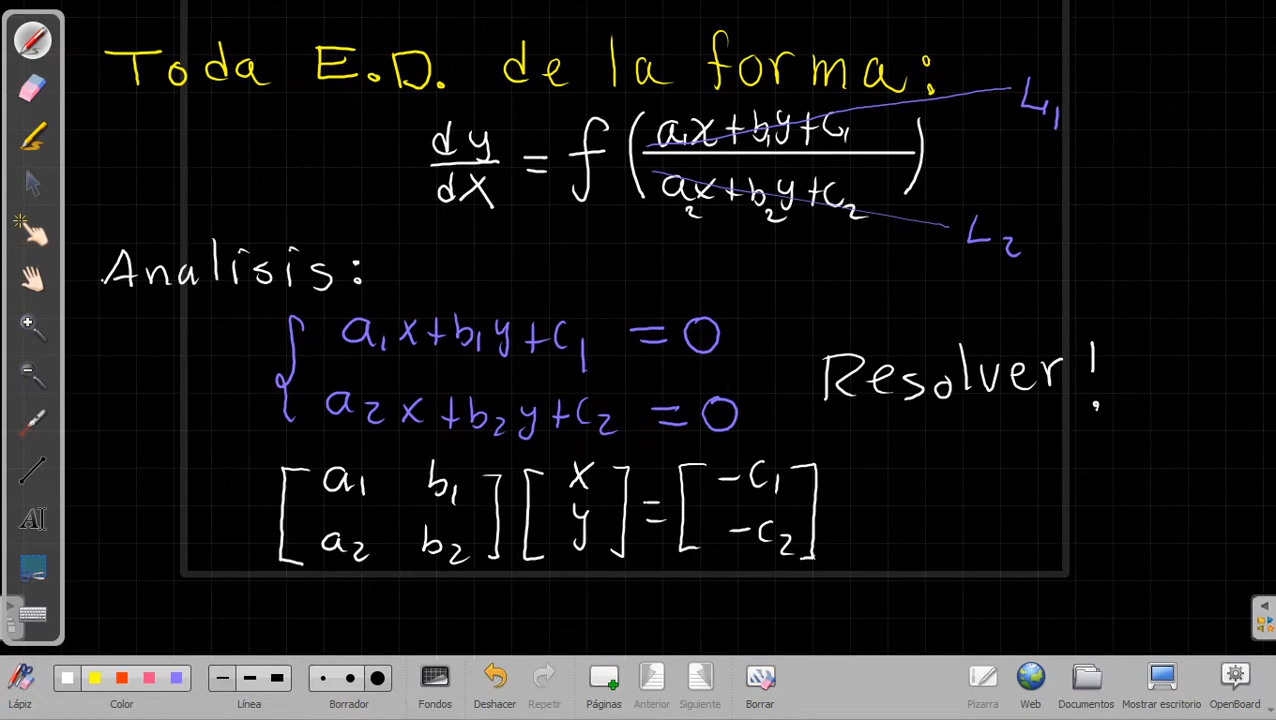 Toda E.D. de la forma:
dy/dx = f( (a₁x+b₁y+c₁)/(a₂x+b₂y+c₂) )
L₁
L₂
Analisis:
a₁x+b₁y+c₁ = 0
a₂x+b₂y+c₂ = 0
Resolver!
[a₁ b₁; a₂ b₂] [x; y] = [-c₁; -c₂]
Lápiz
Color
Línea
Borrador
Fondos
Deshacer
Repetir
Páginas
Anterior
Siguiente
Borrar
Pizarra
Web
Documentos
Mostrar escritorio
OpenBoard